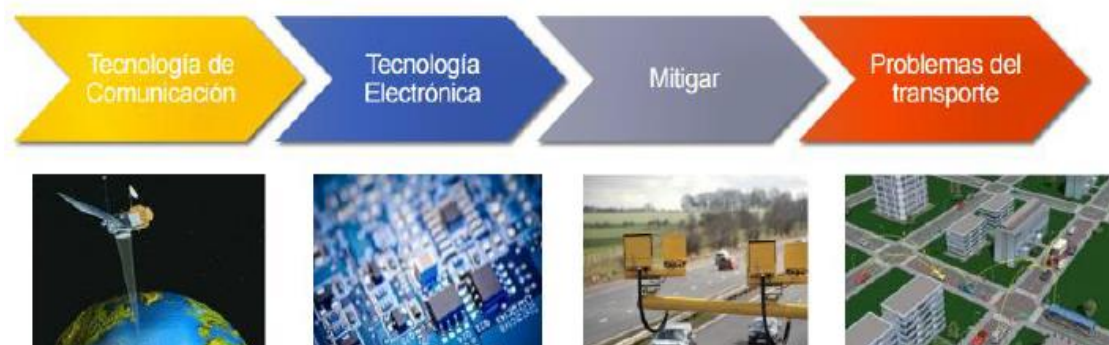 Tecnología de
Comunicación
Tecnología
Electrónica
Mitigar
Problemas del
transporte